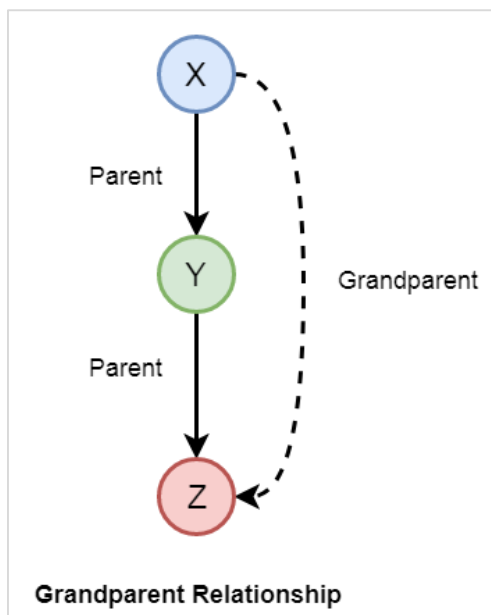 X
Parent
Y
Grandparent
Parent
Z
Grandparent Relationship